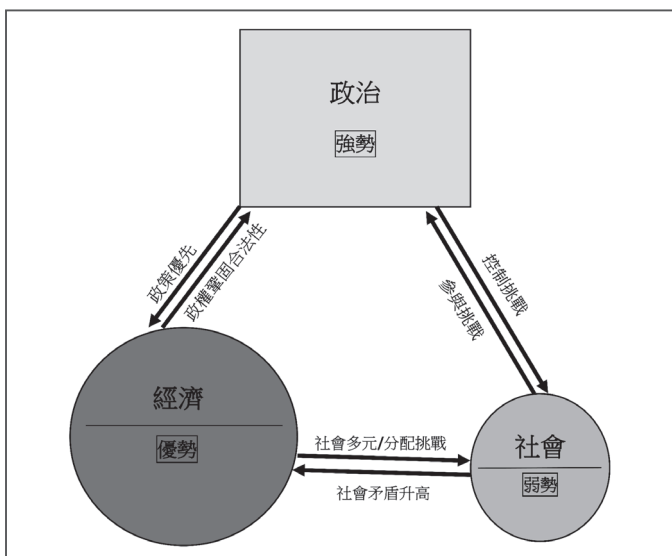 政治
強勢
政策優先
政權鞏固合法性
控制挑戰
參與挑戰
經濟
優勢
社會多元/分配挑戰
社會矛盾升高
社會
弱勢